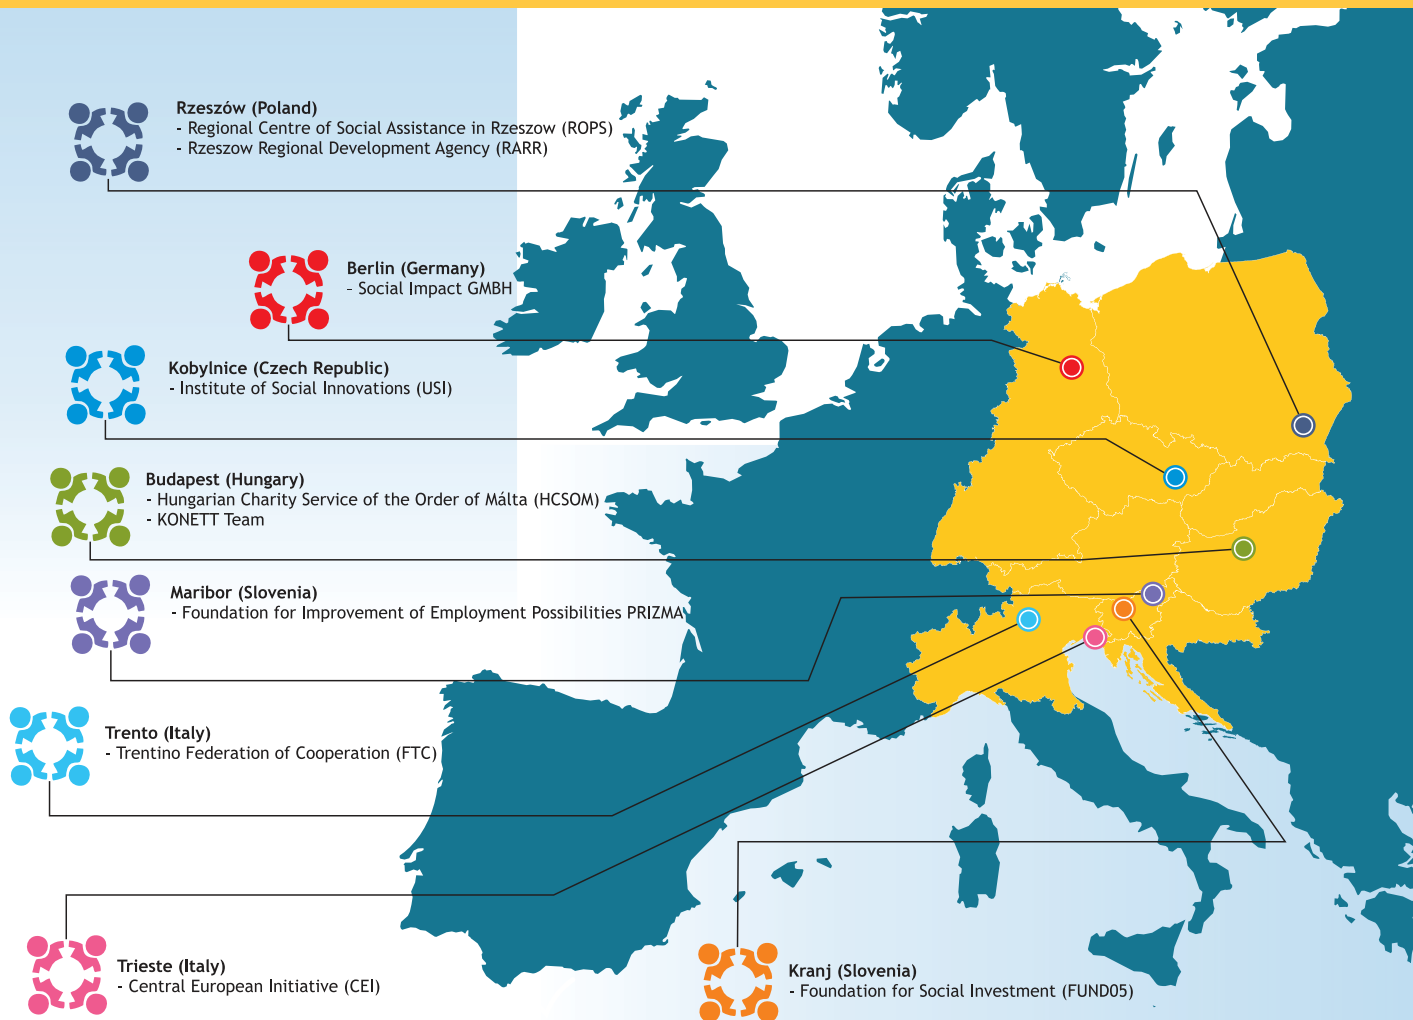 Rzeszów (Poland)
- Regional Centre of Social Assistance in Rzeszow (ROPS)
- Rzeszow Regional Development Agency (RARR)
Berlin (Germany)
- Social Impact GMBH
Kobylnice (Czech Republic)
- Institute of Social Innovations (USI)
Budapest (Hungary)
- Hungarian Charity Service of the Order of Málta (HCSOM)
- KONETT Team
Maribor (Slovenia)
- Foundation for Improvement of Employment Possibilities PRIZMA
Trento (Italy)
- Trentino Federation of Cooperation (FTC)
Trieste (Italy)
- Central European Initiative (CEI)
Kranj (Slovenia)
- Foundation for Social Investment (FUND05)